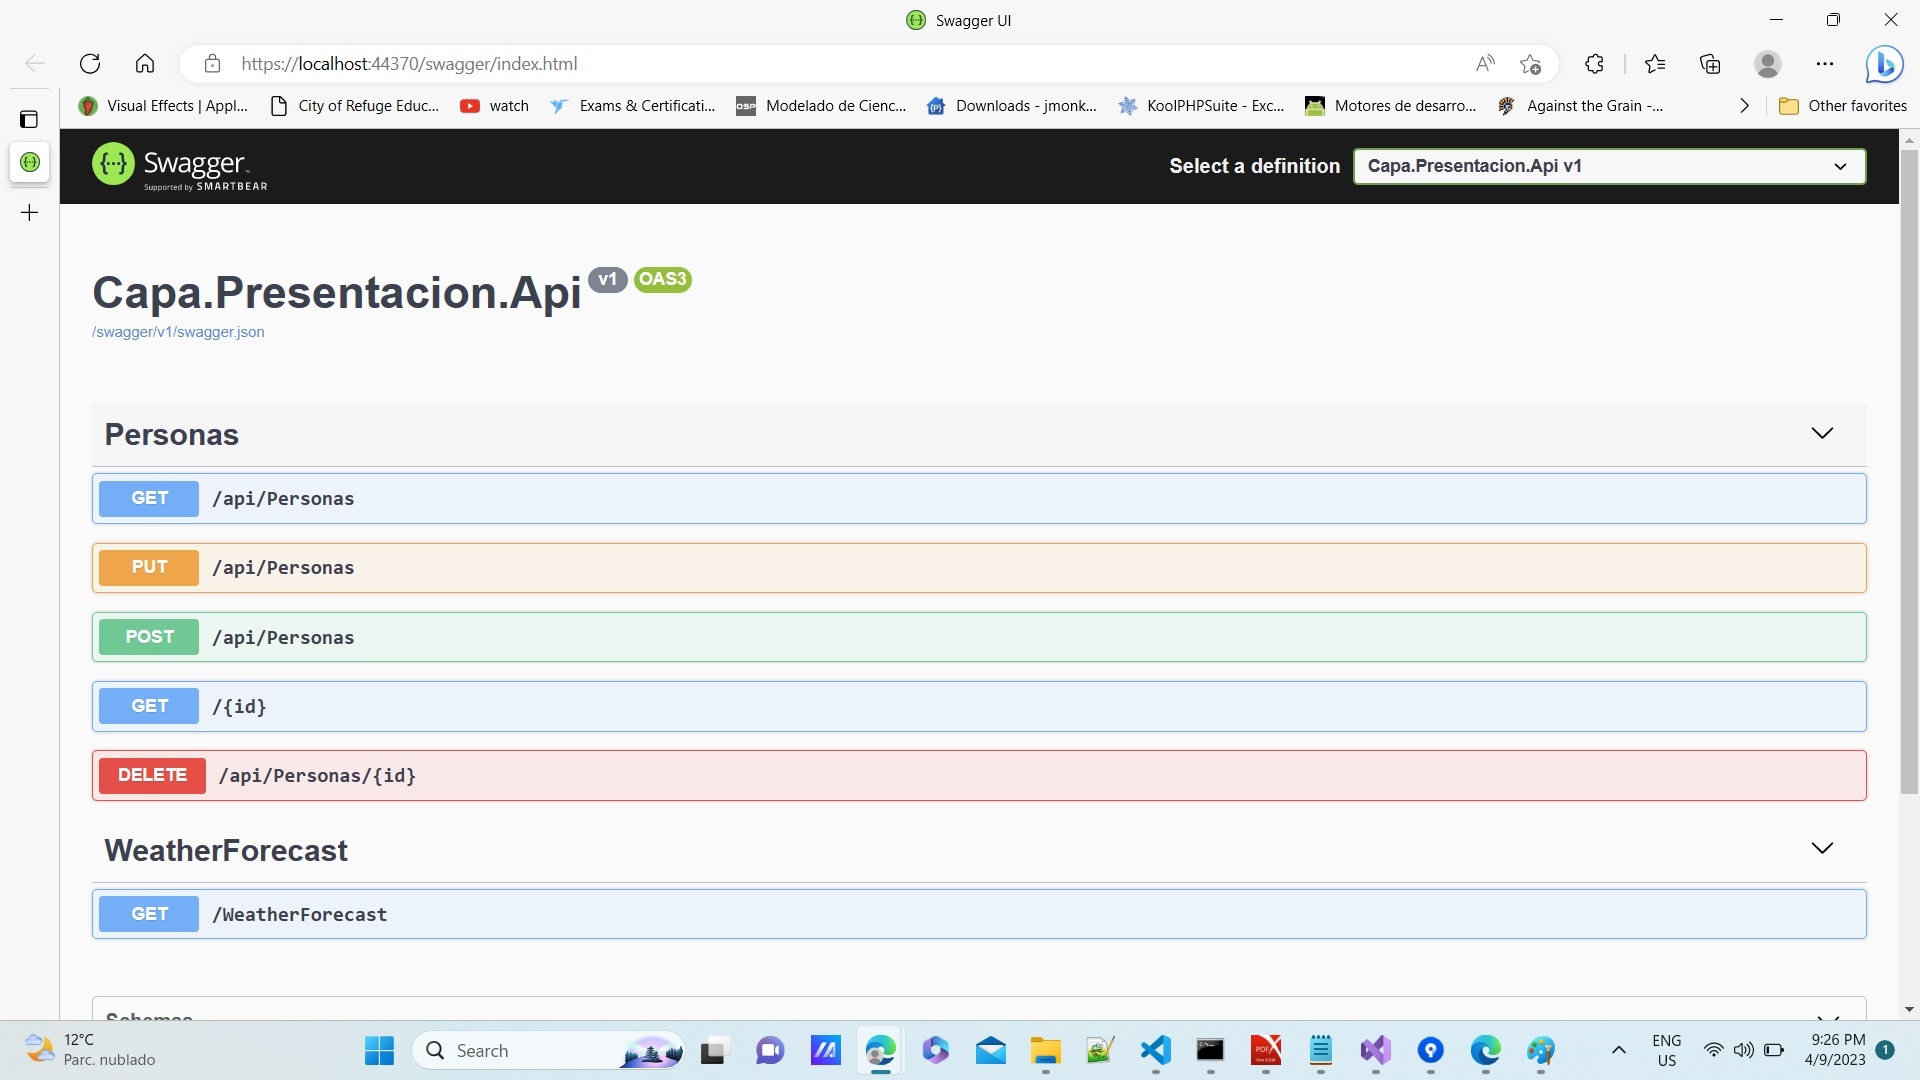 Swagger UI
https://localhost:44370/swagger/index.html
Visual Effects | Appl... City of Refuge Educ... watch Exams & Certificati... Modelado de Cienc... Downloads - jmonk... KoolPHPSuite - Exc... Motores de desarro... Against the Grain -... Other favorites
Swagger
Supported by SMARTBEAR
Select a definition
Capa.Presentacion.Api v1
Capa.Presentacion.Api v1 OAS3
/swagger/v1/swagger.json
Personas
GET /api/Personas
PUT /api/Personas
POST /api/Personas
GET /{id}
DELETE /api/Personas/{id}
WeatherForecast
GET /WeatherForecast
Schemas
12°C
Parc. nublado
Search
ENG
US
9:26 PM
4/9/2023
1